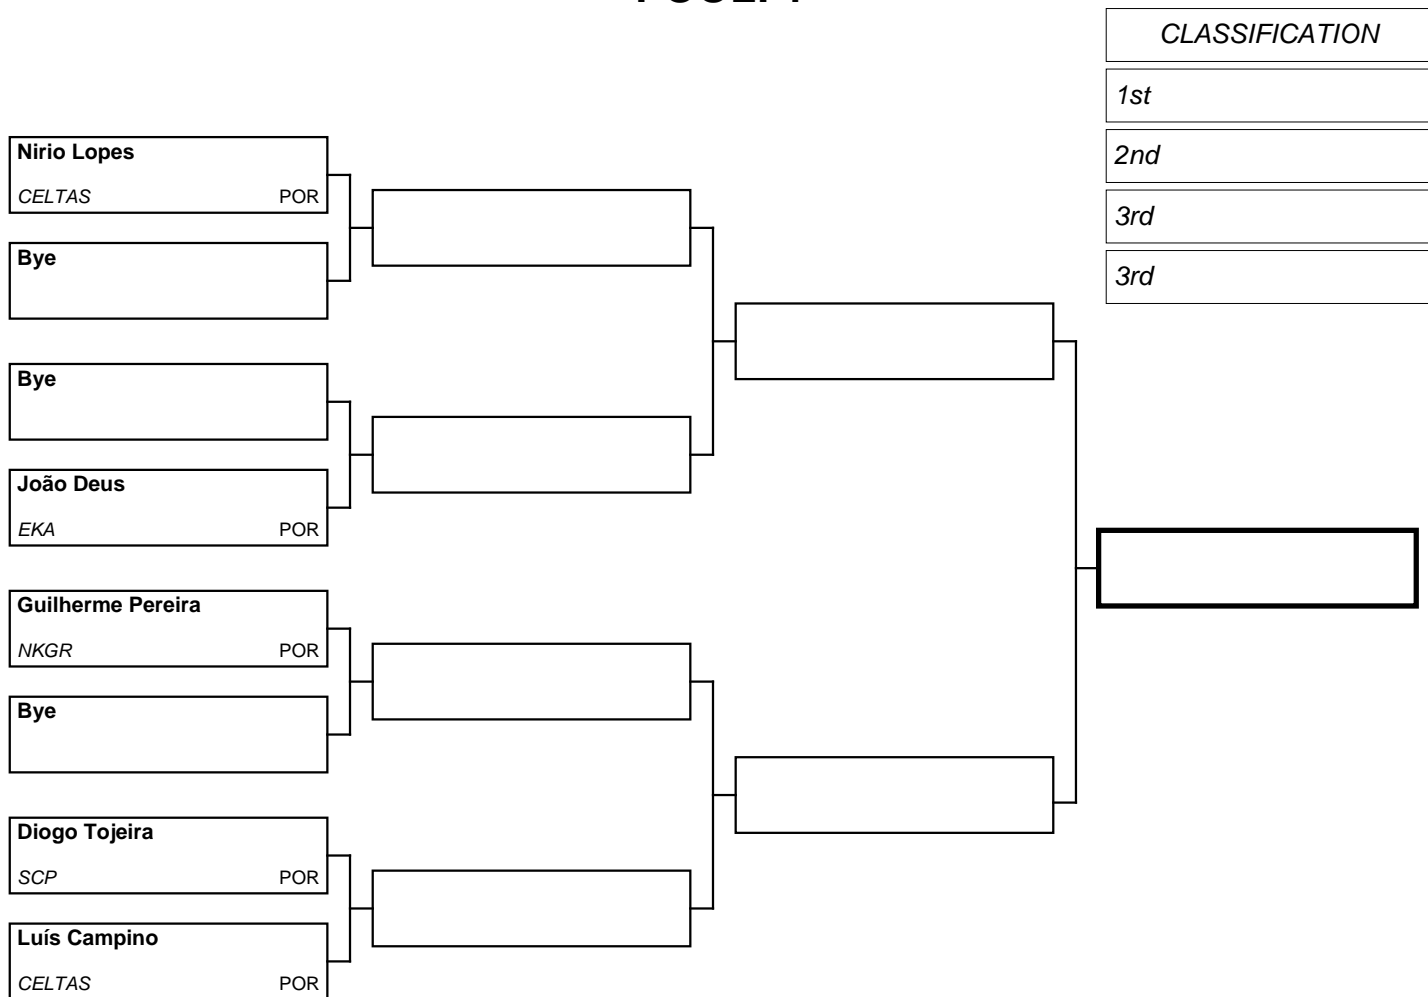 CLASSIFICATION
1st
2nd
3rd
3rd
Nirio Lopes
CELTAS POR
Bye
Bye
João Deus
EKA POR
Guilherme Pereira
NKGR POR
Bye
Diogo Tojeira
SCP POR
Luís Campino
CELTAS POR